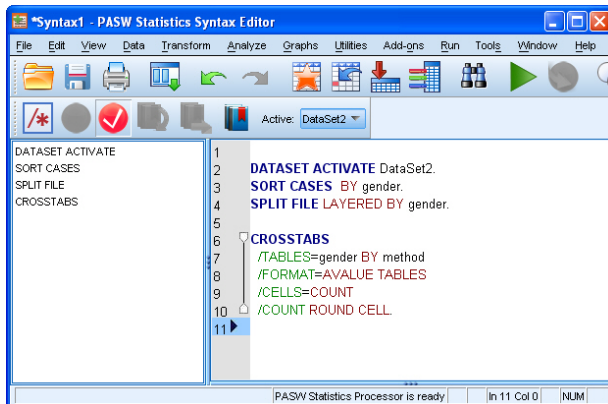 *Syntax1 - PASW Statistics Syntax Editor
File Edit View Data Transform Analyze Graphs Utilities Add-ons Run Tools Window Help
/* Active: DataSet2
DATASET ACTIVATE
SORT CASES
SPLIT FILE
CROSSTABS
1
2 DATASET ACTIVATE DataSet2.
3 SORT CASES BY gender.
4 SPLIT FILE LAYERED BY gender.
5
6 CROSSTABS
7 /TABLES=gender BY method
8 /FORMAT=AVALUE TABLES
9 /CELLS=COUNT
10 /COUNT ROUND CELL.
11
PASW Statistics Processor is ready In 11 Col 0 NUM